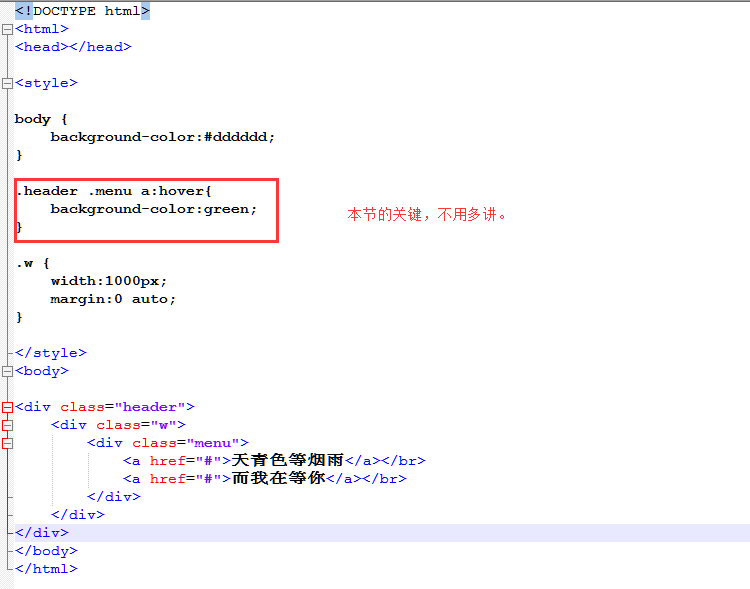 <!DOCTYPE html>
<html>
<head></head>
<style>
body {
background-color:#dddddd;
}
.header .menu a:hover{
background-color:green;
本节的关键，不用多讲。
}
.w {
width:1000px;
margin:0 auto;
}
</style>
<body>
<div class="header">
<div class="w">
<div class="menu">
<a href="#">天青色等烟雨</a></br>
<a href="#">而我在等你</a></br>
</div>
</div>
</div>
</body>
</html>